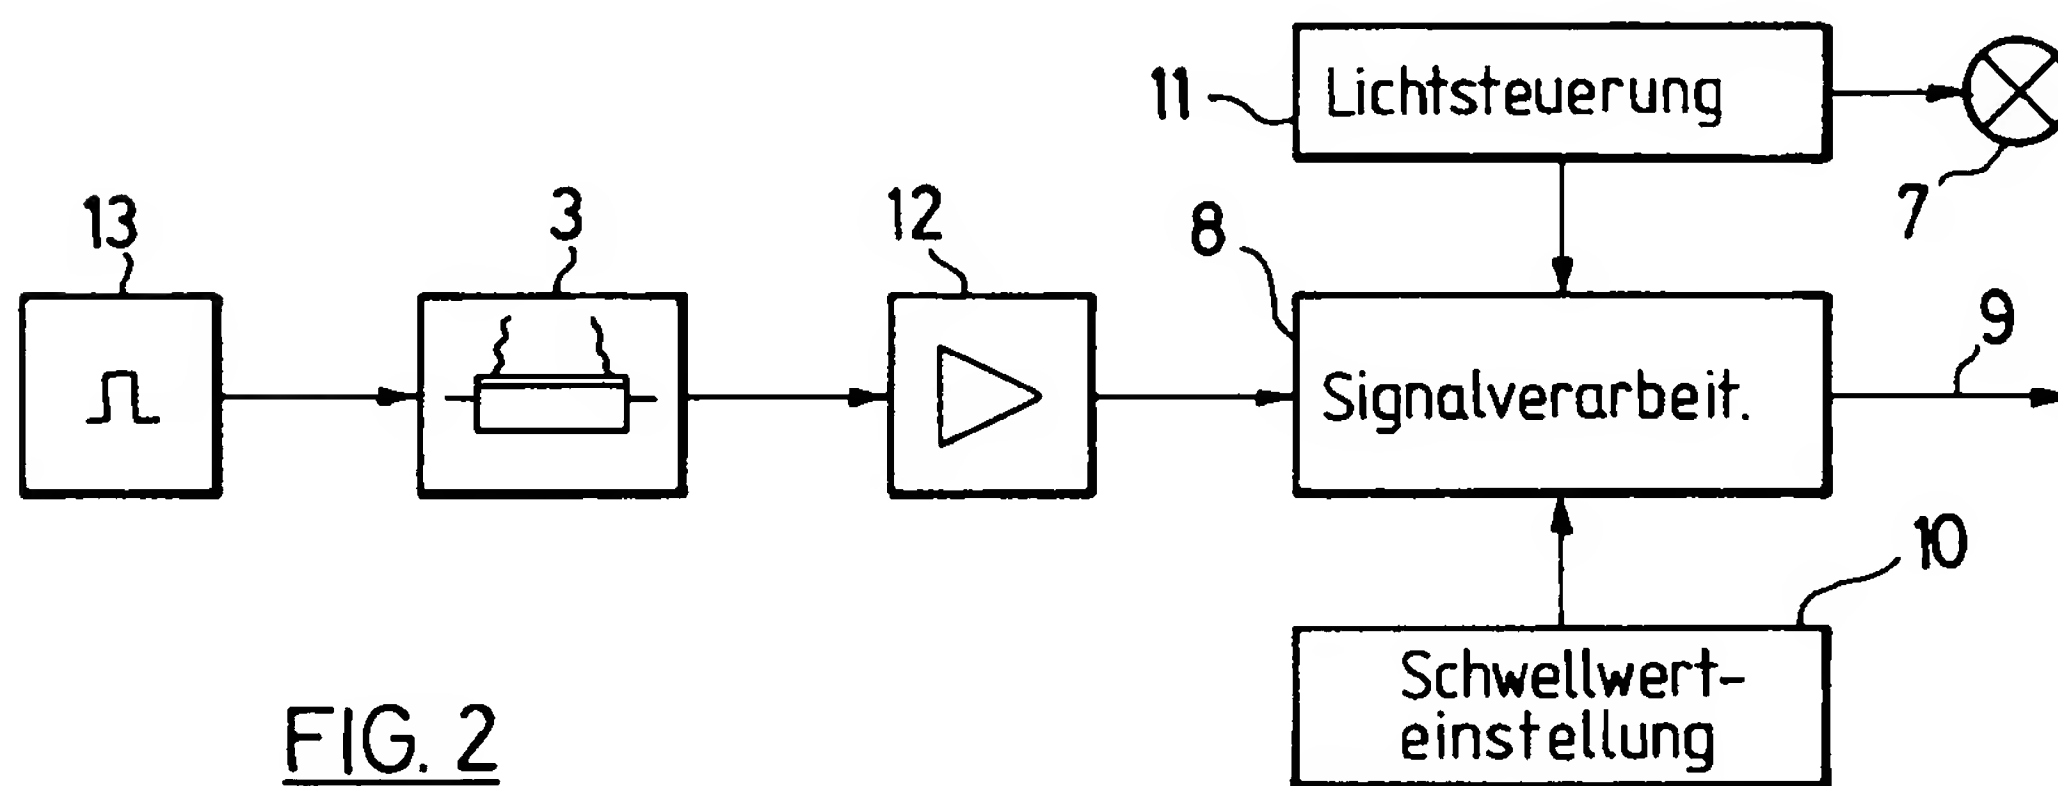 11
Lichtsteuerung
7
13
3
12
8
Signalverarbeit.
9
10
Schwellwert-
einstellung
FIG. 2